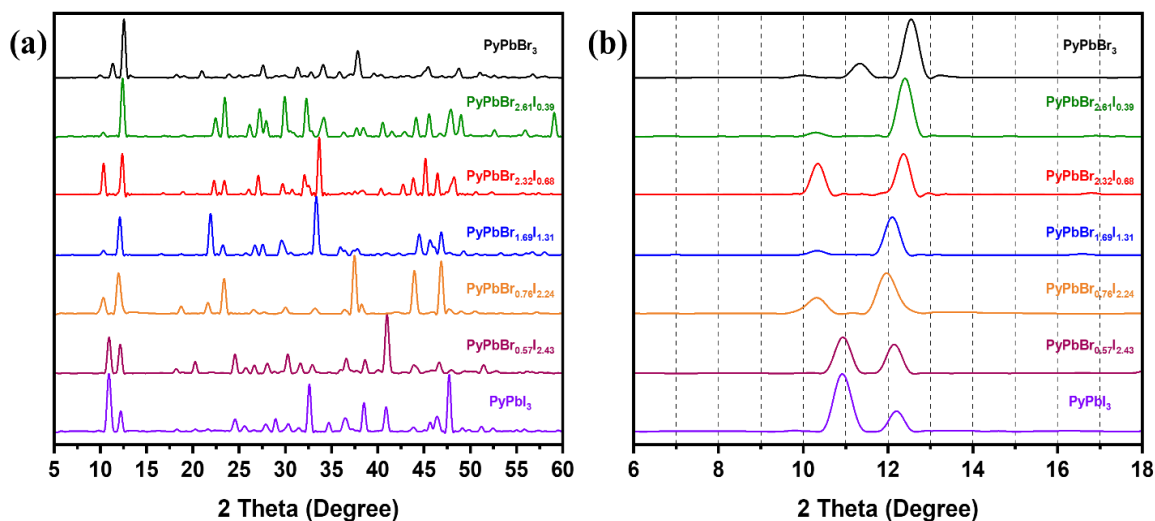 (a)
PyPbBr₃
PyPbBr₂.₆₁I₀.₃₉
PyPbBr₂.₃₂I₀.₆₈
PyPbBr₁.₆₉I₁.₃₁
PyPbBr₀.₇₆I₂.₂₄
PyPbBr₀.₅₇I₂.₄₃
PyPbI₃
5 10 15 20 25 30 35 40 45 50 55 60
2 Theta (Degree)
(b)
PyPbBr₃
PyPbBr₂.₆₁I₀.₃₉
PyPbBr₂.₃₂I₀.₆₈
PyPbBr₁.₆₉I₁.₃₁
PyPbBr₀.₇₆I₂.₂₄
PyPbBr₀.₅₇I₂.₄₃
PyPbI₃
6 8 10 12 14 16 18
2 Theta (Degree)